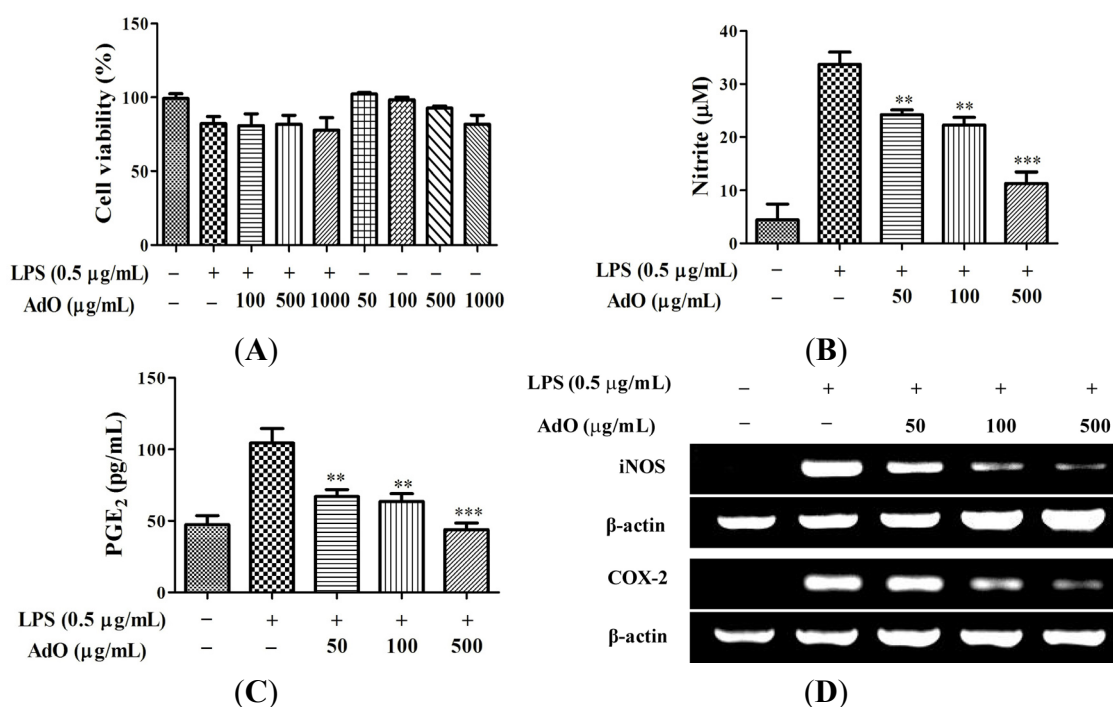 Cell viability (%)
150
100
50
0
LPS (0.5 μg/mL) – + + + + – – – –
AdO (μg/mL) – – 100 500 1000 50 100 500 1000
(A)
Nitrite (μM)
40
30
20
10
0
** ** ***
LPS (0.5 μg/mL) – + + + +
AdO (μg/mL) – – 50 100 500
(B)
PGE₂ (pg/mL)
150
100
50
0
** ** ***
LPS (0.5 μg/mL) – + + + +
AdO (μg/mL) – – 50 100 500
(C)
LPS (0.5 μg/mL) – + + + +
AdO (μg/mL) – – 50 100 500
iNOS
β-actin
COX-2
β-actin
(D)